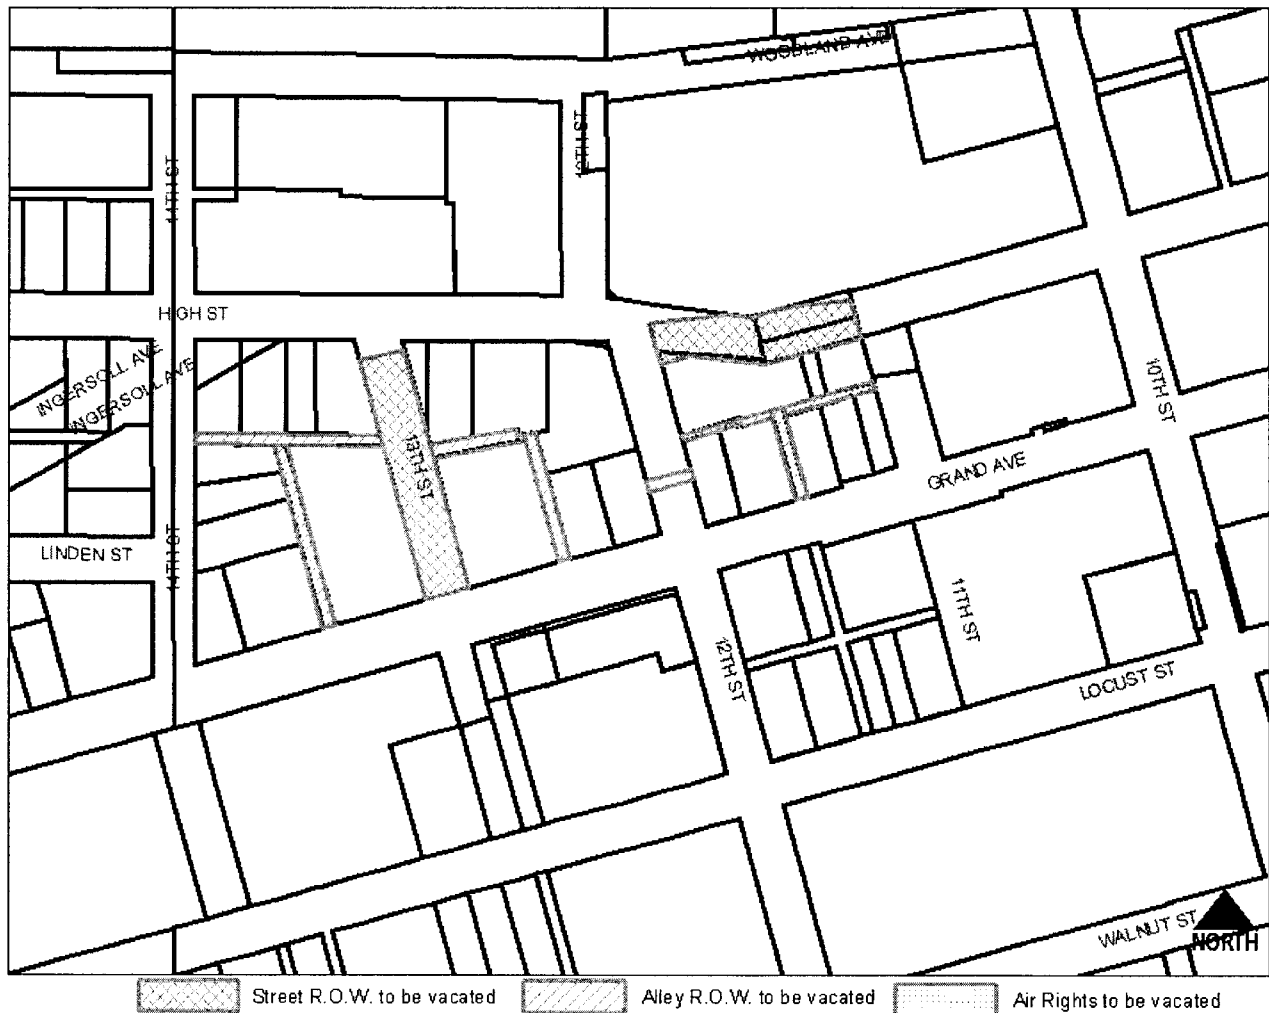 WOODLAND AVE
12TH ST
14TH ST
HIGH ST
INGERSOLL AVE
INGERSOLL AVE
10TH ST
13TH ST
GRAND AVE
LINDEN ST
14TH ST
11TH ST
12TH ST
LOCUST ST
WALNUT ST
NORTH
Street R.O.W. to be vacated
Alley R.O.W. to be vacated
Air Rights to be vacated